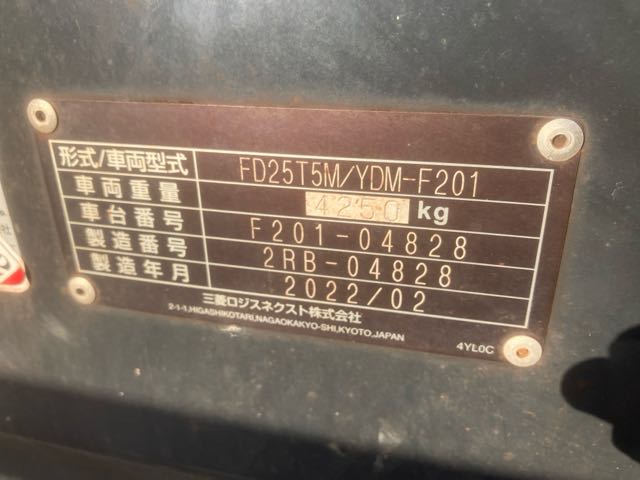 形式/車両型式 FD25T5M/YDM-F201
車両重量 4250 kg
車台番号 F201-04828
製造番号 2RB-04828
製造年月 2022/02
三菱ロジスネクスト株式会社
2-1-1,HIGASHIKOTARI,NAGAOKAKYO-SHI,KYOTO,JAPAN
4YL0C